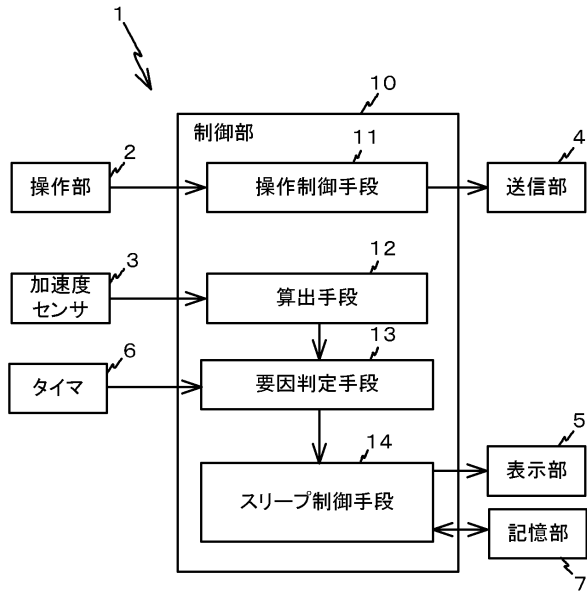 1
10
制御部
2
操作部
11
操作制御手段
4
送信部
3
加速度
センサ
12
算出手段
6
タイマ
13
要因判定手段
14
スリープ制御手段
5
表示部
記憶部
7